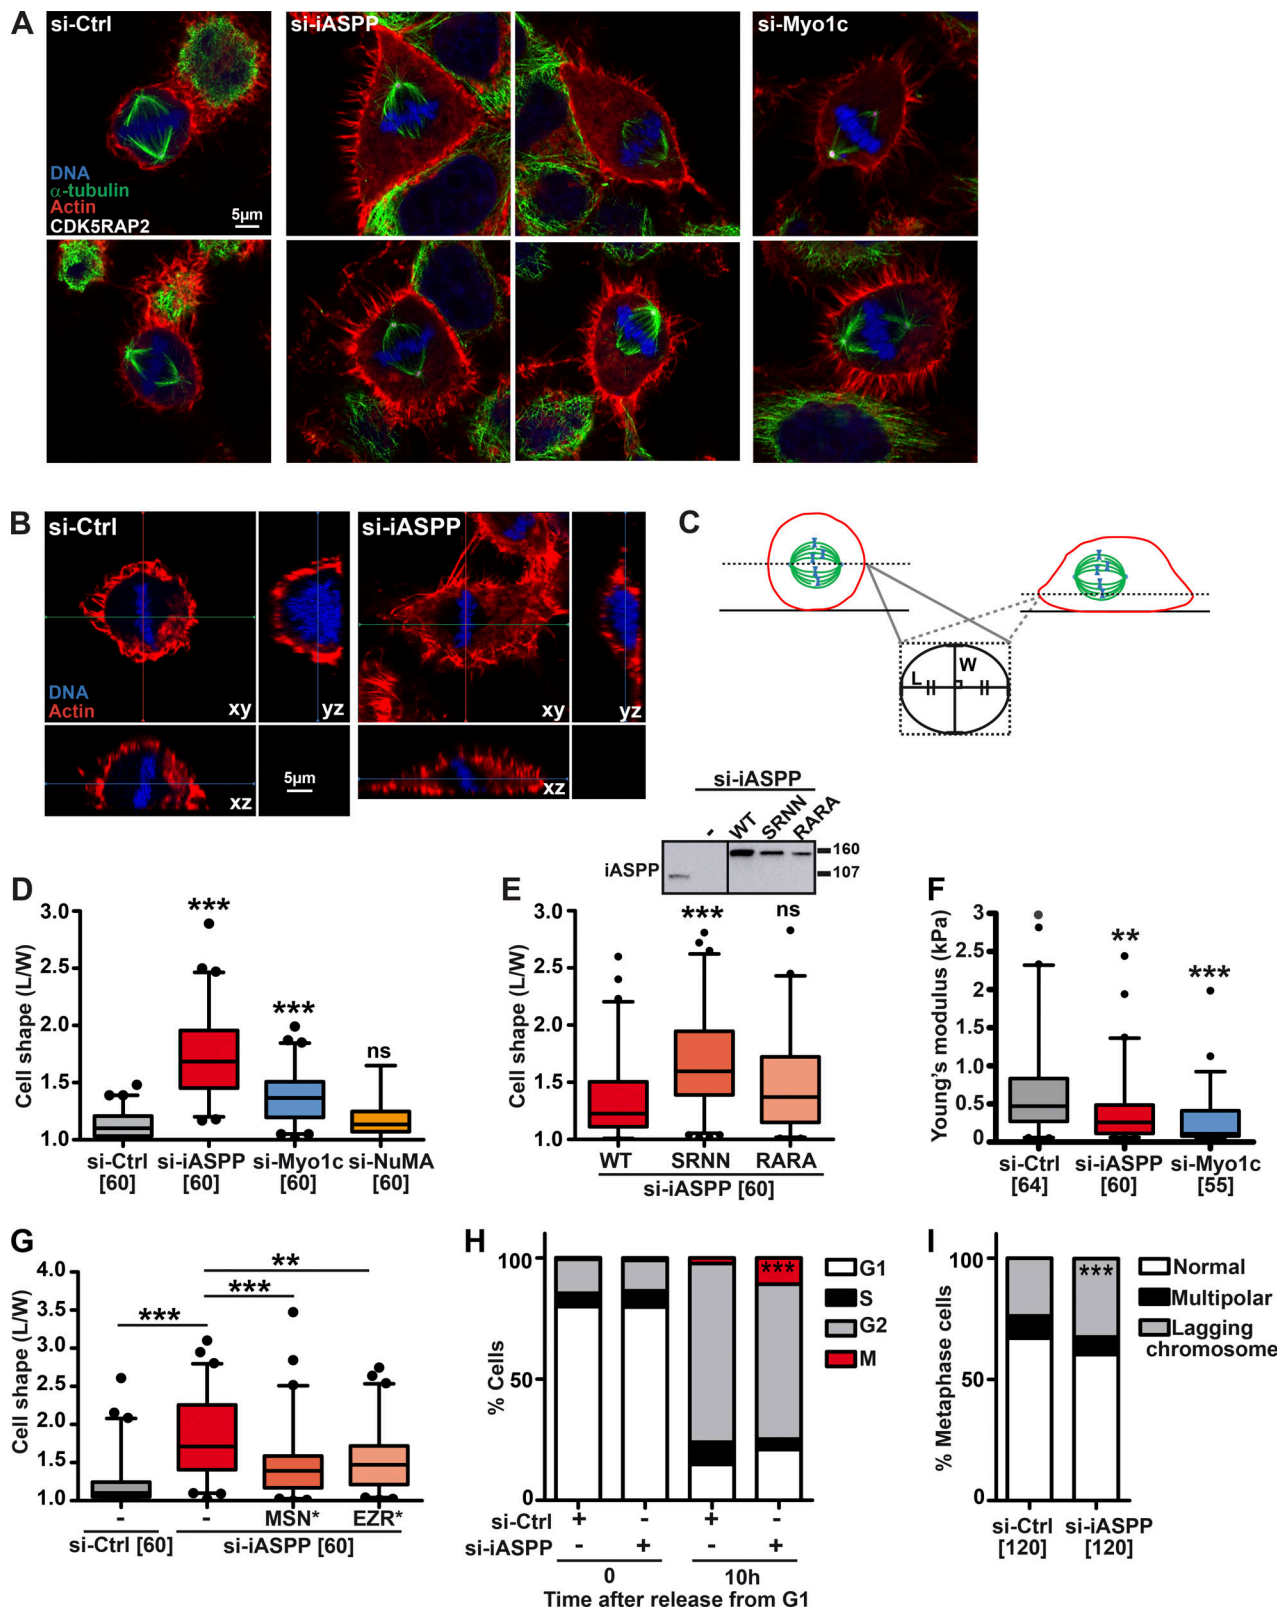 A
si-Ctrl
si-iASPP
si-Myo1c
DNA
α-tubulin
Actin
CDK5RAP2
5µm
B
si-Ctrl
si-iASPP
DNA
Actin
xy
yz
xy
yz
xz
5µm
xz
C
L
W
D
Cell shape (L/W)
3.0
2.5
2.0
1.5
1.0
***
***
ns
si-Ctrl si-iASPP si-Myo1c si-NuMA
[60] [60] [60] [60]
E
si-iASPP
- WT SRNN RARA
iASPP
160
107
Cell shape (L/W)
3.0
2.5
2.0
1.5
1.0
***
ns
WT SRNN RARA
si-iASPP [60]
F
Young's modulus (kPa)
3
2.5
2
1.5
1
0.5
0
**
***
si-Ctrl si-iASPP si-Myo1c
[64] [60] [55]
G
Cell shape (L/W)
4.0
3.5
3.0
2.5
2.0
1.5
1.0
**
***
***
- - MSN* EZR*
si-Ctrl [60] si-iASPP [60]
H
% Cells
100
50
0
***
G1
S
G2
M
si-Ctrl + - + -
si-iASPP - + - +
0 10h
Time after release from G1
I
% Metaphase cells
100
50
0
***
Normal
Multipolar
Lagging
chromosome
si-Ctrl si-iASPP
[120] [120]